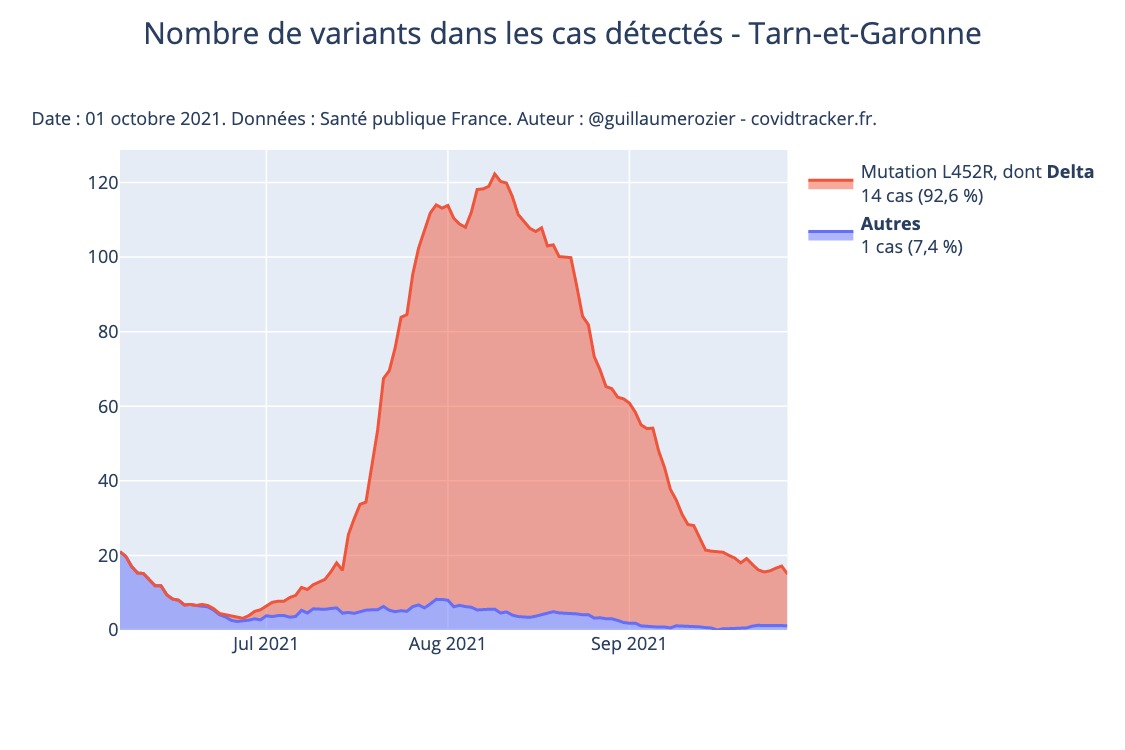 Nombre de variants dans les cas détectés - Tarn-et-Garonne
Date : 01 octobre 2021. Données : Santé publique France. Auteur : @guillaumerozier - covidtracker.fr.
120
100
80
60
40
20
0
Jul 2021 Aug 2021 Sep 2021
Mutation L452R, dont Delta
14 cas (92,6 %)
Autres
1 cas (7,4 %)